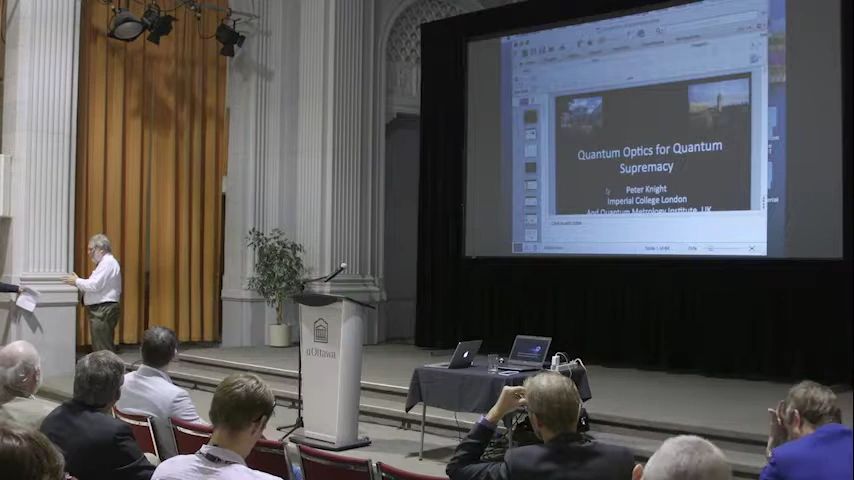 Quantum Optics for Quantum
Supremacy
Peter Knight
Imperial College London
And Quantum Metrology Institute, UK
uOttawa